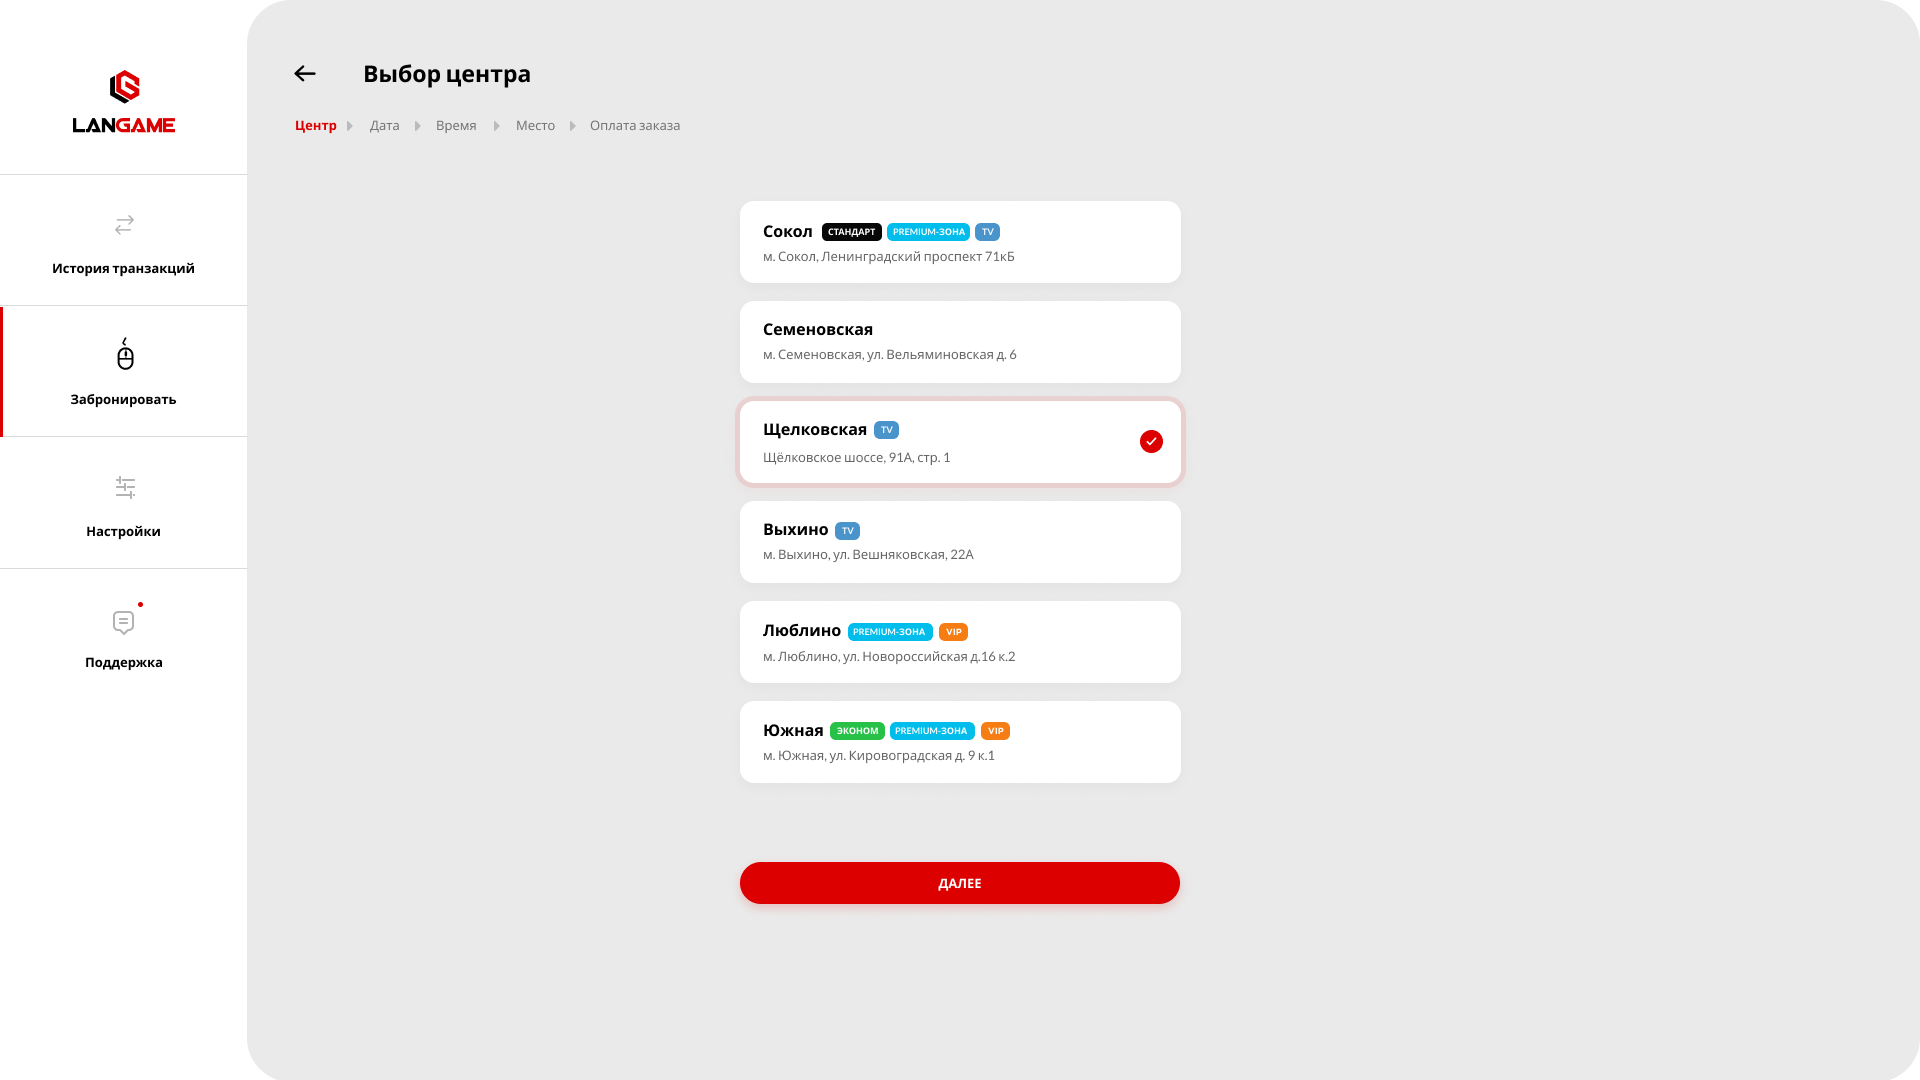 LANGAME
История транзакций
Забронировать
Настройки
Поддержка
Выбор центра
Центр Дата Время Место Оплата заказа
Сокол СТАНДАРТ PREMIUM-ЗОНА TV
м. Сокол, Ленинградский проспект 71кБ
Семеновская
м. Семеновская, ул. Вельяминовская д. 6
Щелковская TV
Щёлковское шоссе, 91А, стр. 1
Выхино TV
м. Выхино, ул. Вешняковская, 22А
Люблино PREMIUM-ЗОНА VIP
м. Люблино, ул. Новороссийская д.16 к.2
Южная ЭКОНОМ PREMIUM-ЗОНА VIP
м. Южная, ул. Кировоградская д. 9 к.1
ДАЛЕЕ